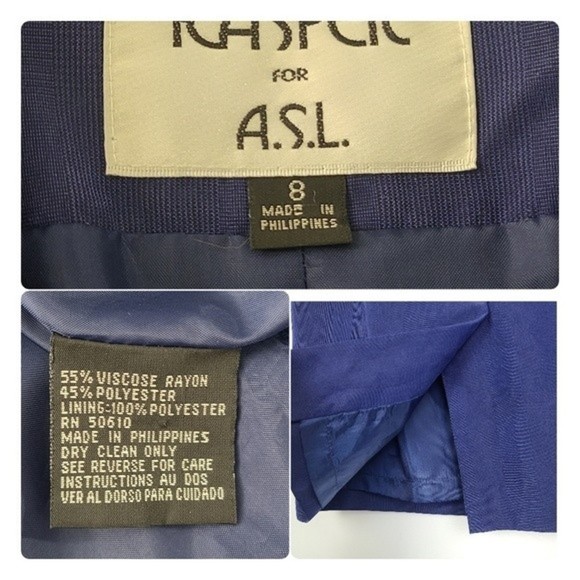 KASPER
FOR
A.S.L.
8
MADE IN
PHILIPPINES
55% VISCOSE RAYON
45% POLYESTER
LINING-100% POLYESTER
RN 50610
MADE IN PHILIPPINES
DRY CLEAN ONLY
SEE REVERSE FOR CARE
INSTRUCTIONS AU DOS
VER AL DORSO PARA CUIDADO